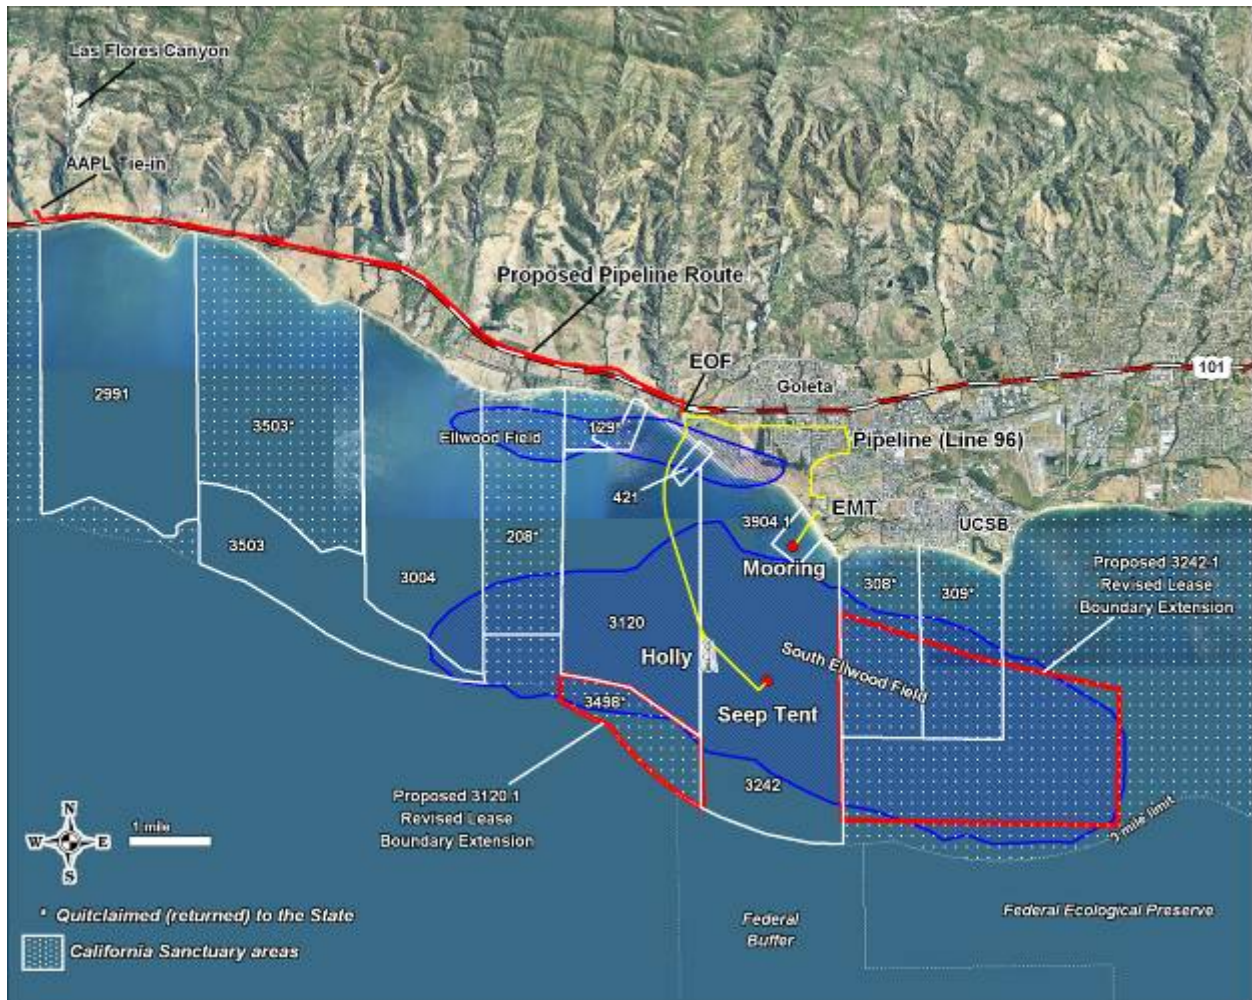 Las Flores Canyon
AAPL Tie-in
Proposed Pipeline Route
EOF
Goleta
101
2991
3503*
Ellwood Field
129*
Pipeline (Line 96)
421
EMT
3904.1
UCSB
208*
3503
3004
Mooring
308*
309*
Proposed 3242-1
Revised Lease
Boundary Extension
3120
Holly
South Ellwood Field
3498*
Seep Tent
3242
Proposed 3120.1
Revised Lease
Boundary Extension
3 mile limit
N
W E
S
1 mile
* Quitclaimed (returned) to the State
California Sanctuary areas
Federal
Buffer
Federal Ecological Preserve